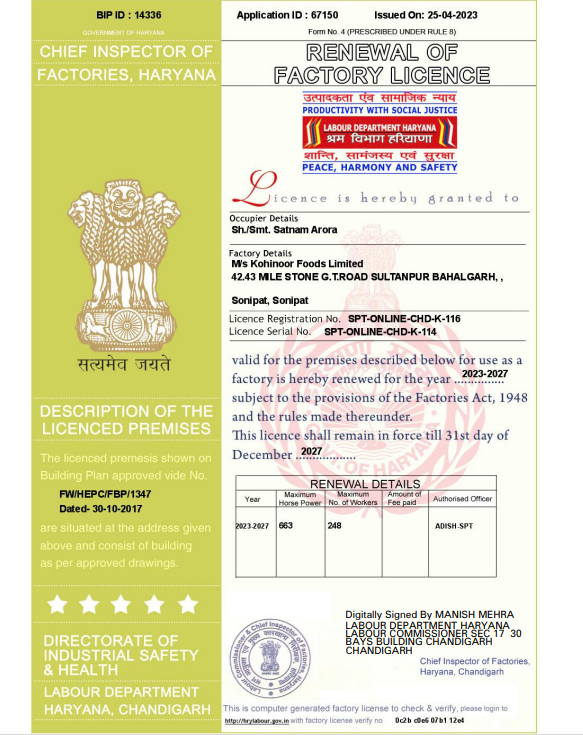 BIP ID : 14336
GOVERNMENT OF HARYANA
CHIEF INSPECTOR OF
FACTORIES, HARYANA
सत्यमेव जयते
DESCRIPTION OF THE
LICENCED PREMISES
The licenced premesis shown on
Building Plan approved vide No.
FW/HEPC/FBP/1347
Dated- 30-10-2017
are situated at the address given
above and consist of building
as per approved drawings.
DIRECTORATE OF
INDUSTRIAL SAFETY
& HEALTH
LABOUR DEPARTMENT
HARYANA, CHANDIGARH
Application ID : 67150 Issued On: 25-04-2023
Form No. 4 (PRESCRIBED UNDER RULE 8)
RENEWAL OF
FACTORY LICENCE
उत्पादकता एंव सामाजिक न्याय
PRODUCTIVITY WITH SOCIAL JUSTICE
LABOUR DEPARTMENT HARYANA
श्रम विभाग हरियाणा
शान्ति, सामंजस्य एवं सुरक्षा
PEACE, HARMONY AND SAFETY
Licence is hereby granted to
Occupier Details
Sh./Smt. Satnam Arora
Factory Details
M/s Kohinoor Foods Limited
42.43 MILE STONE G.T.ROAD SULTANPUR BAHALGARH, ,
Sonipat, Sonipat
Licence Registration No. SPT-ONLINE-CHD-K-116
Licence Serial No. SPT-ONLINE-CHD-K-114
valid for the premises described below for use as a
factory is hereby renewed for the year 2023-2027
subject to the provisions of the Factories Act, 1948
and the rules made thereunder.
This licence shall remain in force till 31st day of
December 2027
RENEWAL DETAILS
Year Maximum Horse Power Maximum No. of Workers Amount of Fee paid Authorised Officer
2023-2027 663 248 ADISH-SPT
Digitally Signed By MANISH MEHRA
LABOUR DEPARTMENT HARYANA
LABOUR COMMISSIONER SEC 17 30
BAYS BUILDING CHANDIGARH
CHANDIGARH
Chief Inspector of Factories,
Haryana, Chandigarh
This is computer generated factory license to check & verify, please login to
http://hrylabour.gov.in with factory license verify no 0c2b c0e6 07b1 12e4